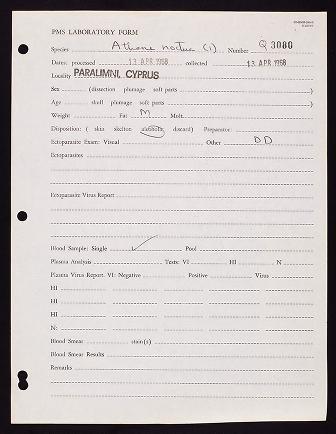 PMS LABORATORY FORM
Species Athene noctua (1) Number Q 3080
Dates: processed 13 APR 1968 collected 13 APR 1968
Locality PARALIMNI, CYPRUS
Sex (dissection plumage soft parts )
Age skull plumage soft parts )
Weight Fat M Molt
Disposition: ( skin skelton alcoholic discard) Preparator
Ectoparasite Exam: Visual Other DD
Ectoparasites
Ectoparasite Virus Report
Blood Sample: Single ✓ Pool
Plasma Analysis Tests: VI HI N
Plasma Virus Report. VI: Negative Positive Virus
HI
HI
HI
N:
Blood Smear stain(s)
Blood Smear Results
Remarks